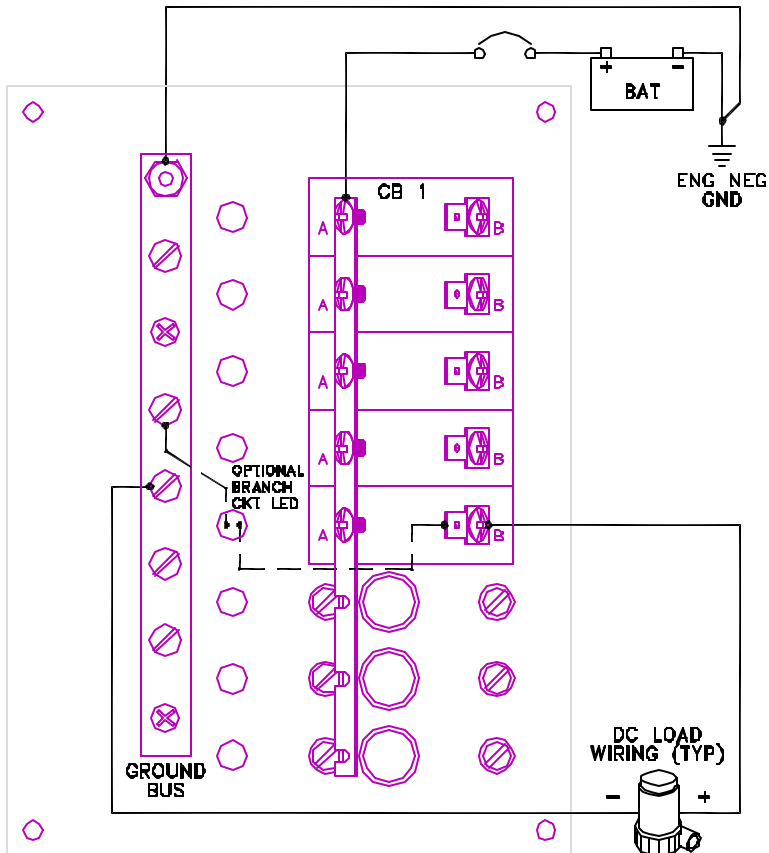 + -
BAT
ENG NEG
GND
CB 1
A B
A B
A B
A B
OPTIONAL
BRANCH
CKT LED
A B
DC LOAD
WIRING (TYP)
GROUND
BUS
- +